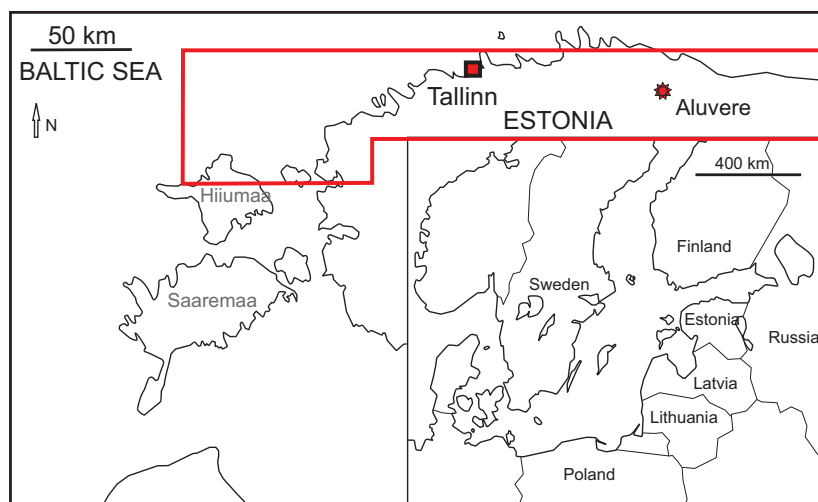 50 km
BALTIC SEA
N
Tallinn
Aluvere
ESTONIA
400 km
Hiiumaa
Saaremaa
Finland
Sweden
Estonia
Russia
Latvia
Lithuania
Poland